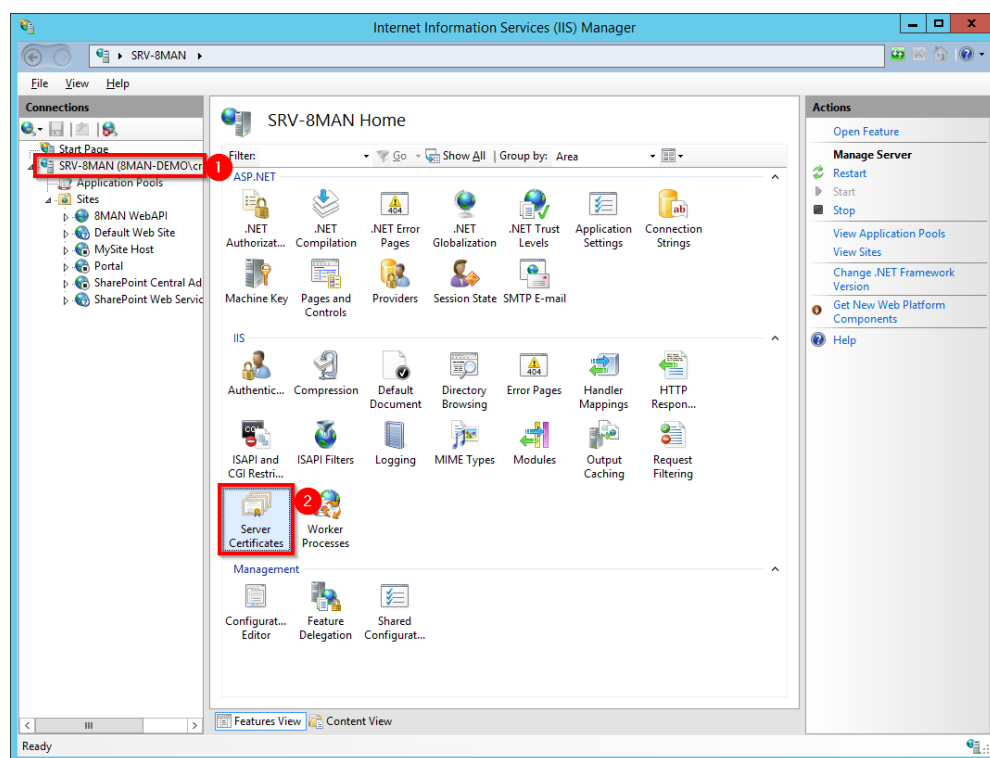 Internet Information Services (IIS) Manager
SRV-8MAN
File View Help
Connections
Start Page
SRV-8MAN (8MAN-DEMO\cr
1
Application Pools
Sites
8MAN WebAPI
Default Web Site
MySite Host
Portal
SharePoint Central Ad
SharePoint Web Servic
SRV-8MAN Home
Filter: Go Show All Group by: Area
ASP.NET
.NET Authorizat...
.NET Compilation
404
.NET Error Pages
.NET Globalization
.NET Trust Levels
Application Settings
ab
Connection Strings
Machine Key
Pages and Controls
Providers
Session State
SMTP E-mail
IIS
Authentic...
Compression
Default Document
Directory Browsing
404
Error Pages
Handler Mappings
HTTP Respon...
ISAPI and CGI Restri...
ISAPI Filters
Logging
MIME Types
Modules
Output Caching
Request Filtering
2
Server Certificates
Worker Processes
Management
Configurat... Editor
Feature Delegation
Shared Configurat...
Features View Content View
Actions
Open Feature
Manage Server
Restart
Start
Stop
View Application Pools
View Sites
Change .NET Framework
Version
Get New Web Platform
Components
Help
Ready